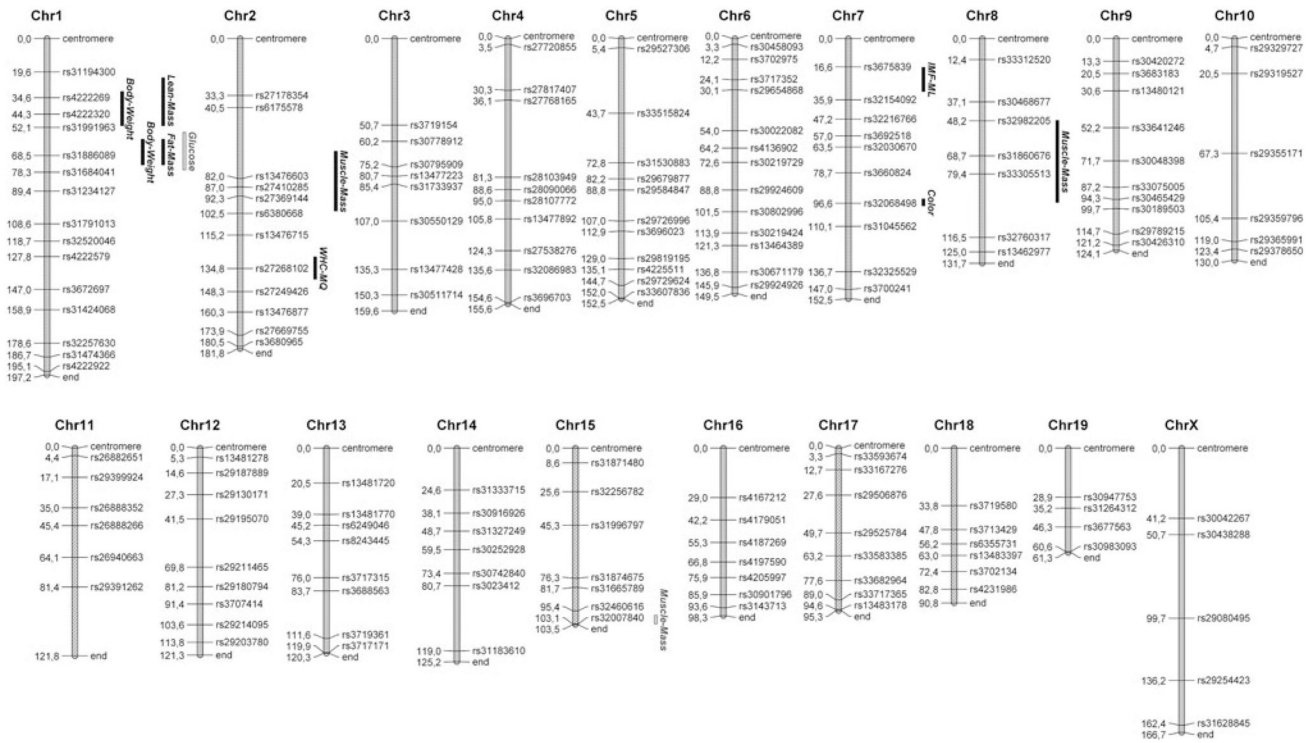 Chr1
0,0 centromere
19,6 rs31194300
34,6 rs4222269
44,3 rs4222320
52,1 rs31991963
68,5 rs31886089
78,3 rs31684041
89,4 rs31234127
108,6 rs31791013
118,7 rs32520046
127,8 rs4222579
147,0 rs3672697
158,9 rs31424068
178,6 rs32257630
186,7 rs31474366
195,1 rs4222922
197,2 end
Body-Weight
Body-Weight
Lean-Mass
Fat-Mass
Glucose
Chr2
0,0 centromere
33,3 rs27178354
40,5 rs6175578
82,0 rs13476603
87,0 rs27410285
92,3 rs27369144
102,5 rs6380668
115,2 rs13476715
134,8 rs27268102
148,3 rs27249426
160,3 rs13476877
173,9 rs27669755
180,5 rs3680965
181,8 end
WHC-MQ
Chr3
0,0 centromere
50,7 rs3719154
60,2 rs30778912
75,2 rs30795909
80,7 rs13477223
85,4 rs31733937
107,0 rs30550129
135,3 rs13477428
150,3 rs30511714
159,6 end
Muscle-Mass
Chr4
0,0 centromere
3,5 rs27720855
30,3 rs27817407
36,1 rs27768165
81,3 rs28103949
88,6 rs28090066
95,0 rs28107772
105,8 rs13477892
124,3 rs27538276
135,6 rs32086983
154,6 rs3696703
155,6 end
Chr5
0,0 centromere
5,4 rs29527306
43,7 rs33515824
72,8 rs31530883
82,2 rs29679877
88,8 rs29584847
107,0 rs29726996
112,9 rs3696023
129,0 rs29819195
135,1 rs4225511
144,7 rs29729624
152,0 rs33607836
152,5 end
Chr6
0,0 centromere
3,3 rs30458093
12,2 rs3702975
24,1 rs3717352
30,1 rs29654868
54,0 rs30022082
64,2 rs4136902
72,6 rs30219729
88,8 rs29924609
101,5 rs30802996
113,9 rs30219424
121,3 rs13464389
136,8 rs30671179
145,9 rs29924926
149,5 end
Chr7
0,0 centromere
16,6 rs3675839
35,9 rs32154092
47,2 rs32216766
57,0 rs3692518
63,5 rs32030670
78,7 rs3660824
96,6 rs32068498
110,1 rs31045562
136,7 rs32325529
147,0 rs3700241
152,5 end
IMF-ML
Color
Chr8
0,0 centromere
12,4 rs33312520
37,1 rs30468677
48,2 rs32982205
68,7 rs31860676
79,4 rs33305513
116,5 rs32760317
125,0 rs13462977
131,7 end
Muscle-Mass
Chr9
0,0 centromere
13,3 rs30420272
20,5 rs3683183
30,6 rs13480121
52,2 rs33641246
71,7 rs30048398
87,2 rs33075005
94,3 rs30465429
99,7 rs30189503
114,7 rs29789215
121,2 rs30426310
124,1 end
Chr10
0,0 centromere
4,7 rs29329727
20,5 rs29319527
67,3 rs29355171
105,4 rs29359796
119,0 rs29365991
123,4 rs29378650
130,0 end
Chr11
0,0 centromere
4,4 rs26882651
17,1 rs29399924
35,0 rs26888352
45,4 rs26888266
64,1 rs26940663
81,4 rs29391262
121,8 end
Chr12
0,0 centromere
5,3 rs13481278
14,6 rs29187889
27,3 rs29130171
41,5 rs29195070
69,8 rs29211465
81,2 rs29180794
91,4 rs3707414
103,6 rs29214095
113,8 rs29203780
121,3 end
Chr13
0,0 centromere
20,5 rs13481720
39,0 rs13481770
45,2 rs6249046
54,3 rs8243445
76,0 rs3717315
83,7 rs3688563
111,6 rs3719361
119,9 rs3717171
120,3 end
Chr14
0,0 centromere
24,6 rs31333715
38,1 rs30916926
48,7 rs31327249
59,5 rs30252928
73,4 rs30742840
80,7 rs3023412
119,0 rs31183610
125,2 end
Chr15
0,0 centromere
8,6 rs31871480
25,6 rs32256782
45,3 rs31996797
76,3 rs31874675
81,7 rs31665789
95,4 rs32460616
103,1 rs32007840
103,5 end
Muscle-Mass
Chr16
0,0 centromere
29,0 rs4167212
42,2 rs4179051
55,3 rs4187269
66,8 rs4197590
75,9 rs4205997
85,9 rs30901796
93,6 rs3143713
98,3 end
Chr17
0,0 centromere
3,3 rs33593674
12,7 rs33167276
27,6 rs29506876
49,7 rs29525784
63,2 rs33583385
77,6 rs33682964
89,0 rs33717365
94,6 rs13483178
95,3 end
Chr18
0,0 centromere
33,8 rs3719580
47,8 rs3713429
56,2 rs6355731
63,0 rs13483397
72,4 rs3702134
82,8 rs4231986
90,8 end
Chr19
0,0 centromere
28,9 rs30947753
35,2 rs31264312
46,3 rs3677563
60,6 rs30983093
61,3 end
ChrX
0,0 centromere
41,2 rs30042267
50,7 rs30438288
99,7 rs29080495
136,2 rs29254423
162,4 rs31628845
166,7 end